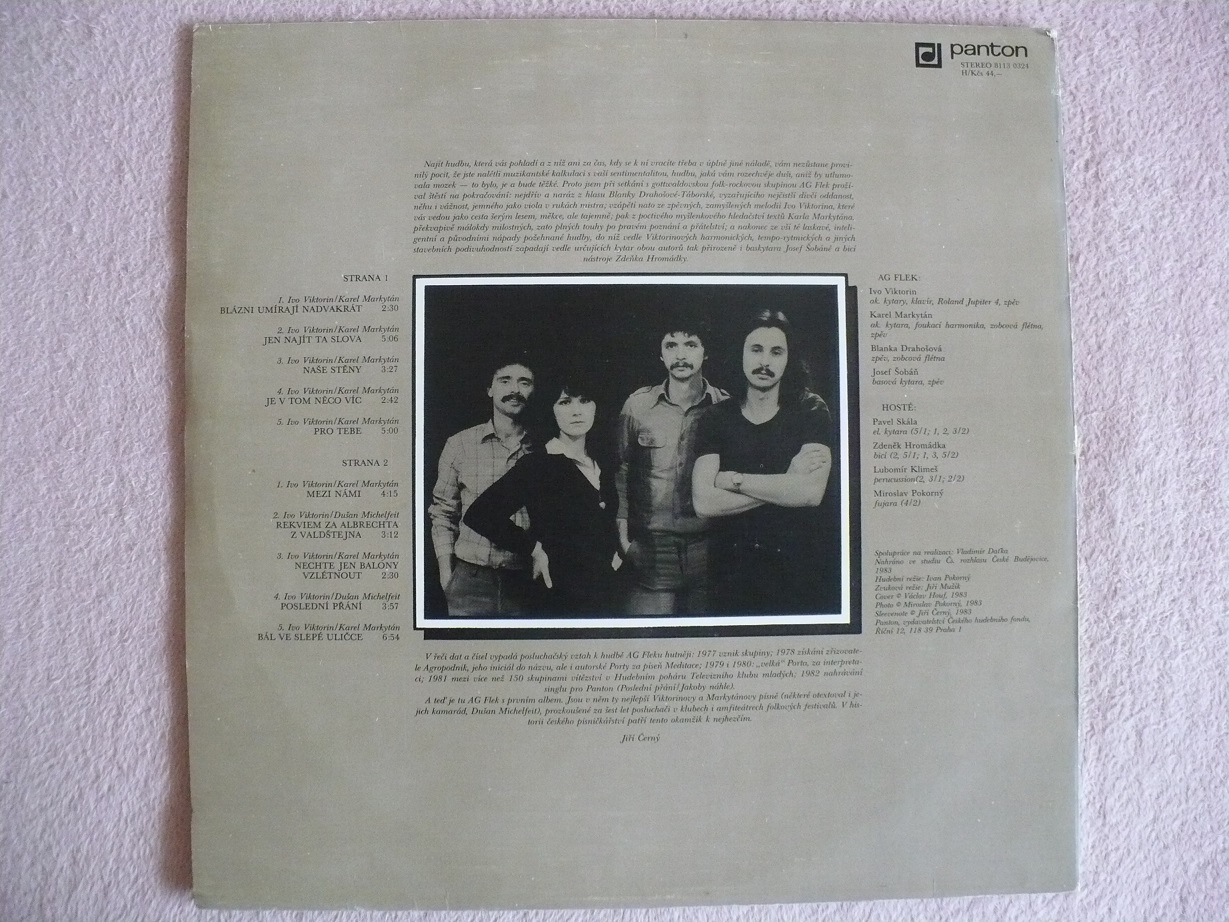 panton
STEREO 8113 0324
H/Kčs 44,–
Najít hudbu, která vás pohladí a z níž ani za čas, kdy se k ní vracíte třeba v úplně jiné náladě, vám nezůstane provi-
nilý pocit, že jste naletěli muzikantské kalkulaci s vaší sentimentalitou, hudbu, jaká vám rozechvěje duši, aniž by utlumo-
vala mozek — to bylo, je a bude těžké. Proto jsem při setkání s gottwaldovskou folk-rockovou skupinou AG Flek proží-
val štěstí na pokračování: nejdřív a naráz z hlasu Blanky Drahošové-Táborské, vyzařujícího nejčistší dívčí oddanost,
něhu i vážnost, jemného jako viola v rukách mistra; vzápětí nato ze zpěvných, zamyšlených melodií Ivo Viktorina, které
vás vedou jako cesta šerým lesem, měkce, ale tajemně; pak z poctivého myšlenkového hledačství textů Karla Markytána,
překvapivě málokdy milostných, zato plných touhy po pravém poznání a přátelství, a nakonec ze vší té laskavé, inteli-
gentní a původními nápady požehnané hudby, do níž vedle Viktorinových harmonických, tempo-rytmických a jiných
stavebních podivuhodností zapadají vedle určujících kytar obou autorů tak přirozeně i baskytara Josef Šobáně a bicí
nástroje Zdeňka Hromádky.
STRANA 1
1. Ivo Viktorin/Karel Markytán
BLÁZNI UMÍRAJÍ NADVAKRÁT 2:30
2. Ivo Viktorin/Karel Markytán
JEN NAJÍT TA SLOVA 5:06
3. Ivo Viktorin/Karel Markytán
NAŠE STĚNY 3:27
4. Ivo Viktorin/Karel Markytán
JE V TOM NĚCO VÍC 2:42
5. Ivo Viktorin/Karel Markytán
PRO TEBE 5:00
STRANA 2
1. Ivo Viktorin/Karel Markytán
MEZI NÁMI 4:15
2. Ivo Viktorin/Dušan Michelfeit
REKVIEM ZA ALBRECHTA
Z VALDŠTEJNA 3:12
3. Ivo Viktorin/Karel Markytán
NECHTE JEN BALÓNY
VZLÉTNOUT 2:30
4. Ivo Viktorin/Dušan Michelfeit
POSLEDNÍ PŘÁNÍ 3:57
5. Ivo Viktorin/Karel Markytán
BÁL VE SLEPÉ ULIČCE 6:54
AG FLEK:
Ivo Viktorin
ak. kytary, klavíe, Roland Jupiter 4, zpěv
Karel Markytán
ak. kytara, foukací harmonika, zobcová flétna,
zpěv
Blanka Drahošová
zpěv, zobcová flétna
Josef Šobáň
basová kytara, zpěv
HOSTÉ:
Pavel Skála
el. kytara (5/1; 1, 2, 3/2)
Zdeněk Hromádka
bicí (2, 5/1; 1, 3, 5/2)
Lubomír Klimeš
perucussion(2, 3/1; 2/2)
Miroslav Pokorný
fujara (4/2)
Spolupráce na realizaci: Vladimír Daťka
Nahráno ve studiu Čs. rozhlasu České Budějovice,
1983
Hudební režie: Ivan Pokorný
Zvuková režie: Jiří Mužík
Cover © Václav Houf, 1983
Photo © Miroslav Pokorný, 1983
Sleevenote © Jiří Černý, 1983
Panton, vydavatelství Českého hudebního fondu,
Říční 12, 118 39 Praha 1
V řeči dat a čísel vypadá posluchačský vztah k hudbě AG Fleku hutněji: 1977 vznik skupiny; 1978 získání zřizovate-
le Agropodnik, jeho iniciál do názvu, ale i autorské Porty za píseň Meditace; 1979 i 1980: „velká" Porta, za interpreta-
ci; 1981 mezi více než 150 skupinami vítězství v Hudebním poháru Televizního klubu mladých; 1982 nahrávání
singlu pro Panton (Poslední přání/Jakoby náhle).
A teď je tu AG Flek s prvním albem. Jsou v něm ty nejlepší Viktorinovy a Markytánovy písně (některé otextoval i je-
jich kamarád, Dušan Michelfeit), prozkoušené za šest let posluchači v klubech i amfiteátrech folkových festivalů. V his-
torii českého písničkářství patří tento okamžik k nejhezčím.
Jiří Černý